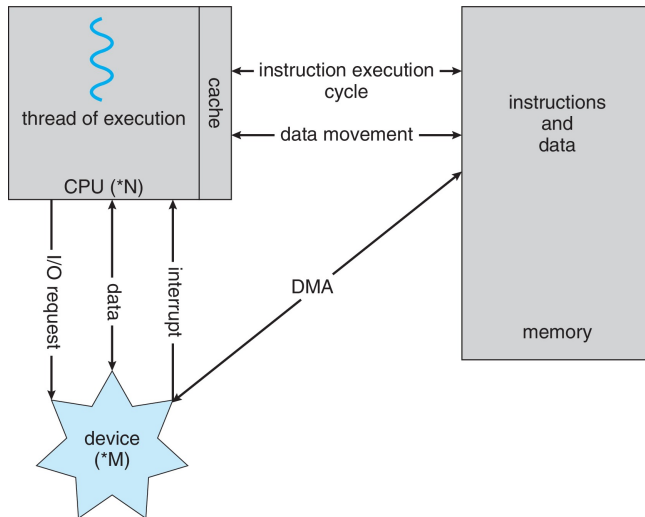 thread of execution
cache
CPU (*N)
instruction execution
cycle
data movement
instructions
and
data
memory
I/O request
data
interrupt
DMA
device
(*M)